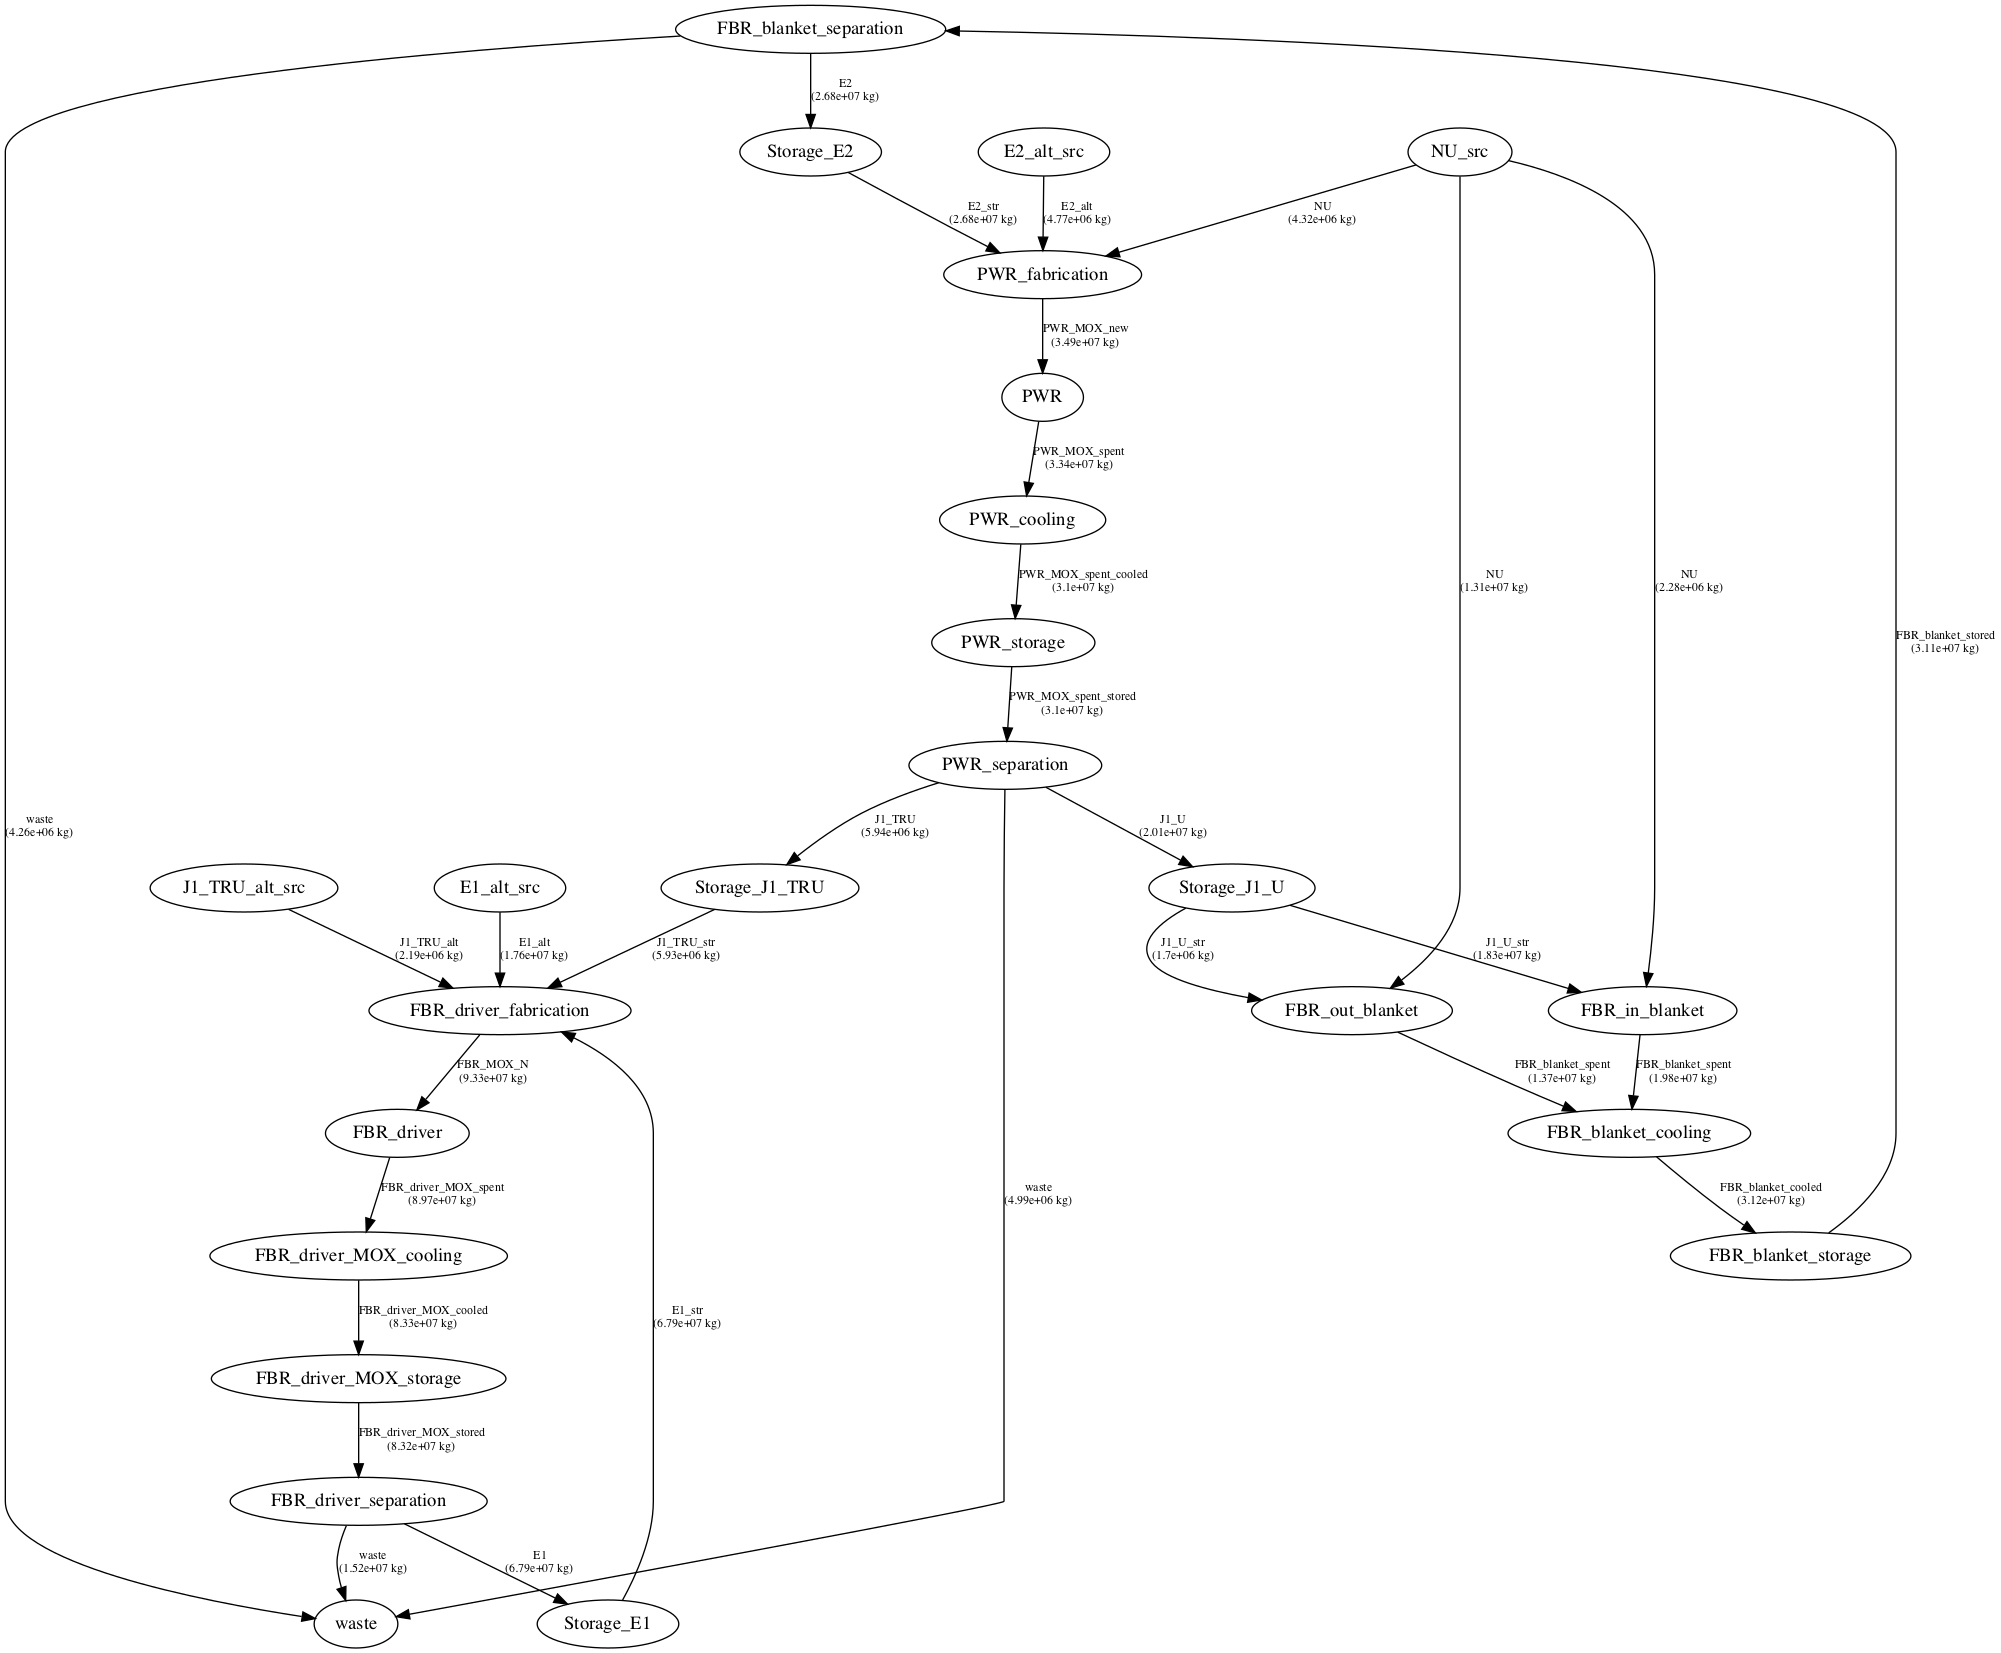 FBR_blanket_separation
E2
(2.68e+07 kg)
Storage_E2
E2_alt_src
NU_src
E2_str
(2.68e+07 kg)
E2_alt
(4.77e+06 kg)
NU
(4.32e+06 kg)
PWR_fabrication
PWR_MOX_new
(3.49e+07 kg)
PWR
PWR_MOX_spent
(3.34e+07 kg)
PWR_cooling
PWR_MOX_spent_cooled
(3.1e+07 kg)
NU
(1.31e+07 kg)
NU
(2.28e+06 kg)
PWR_storage
FBR_blanket_stored
(3.11e+07 kg)
PWR_MOX_spent_stored
(3.1e+07 kg)
PWR_separation
waste
(4.26e+06 kg)
J1_TRU
(5.94e+06 kg)
J1_U
(2.01e+07 kg)
J1_TRU_alt_src
E1_alt_src
Storage_J1_TRU
Storage_J1_U
J1_TRU_alt
(2.19e+06 kg)
E1_alt
(1.76e+07 kg)
J1_TRU_str
(5.93e+06 kg)
J1_U_str
(1.7e+06 kg)
J1_U_str
(1.83e+07 kg)
FBR_driver_fabrication
FBR_out_blanket
FBR_in_blanket
FBR_MOX_N
(9.33e+07 kg)
FBR_blanket_spent
(1.37e+07 kg)
FBR_blanket_spent
(1.98e+07 kg)
FBR_driver
FBR_blanket_cooling
FBR_driver_MOX_spent
(8.97e+07 kg)
waste
(4.99e+06 kg)
FBR_blanket_cooled
(3.12e+07 kg)
FBR_driver_MOX_cooling
FBR_blanket_storage
FBR_driver_MOX_cooled
(8.33e+07 kg)
E1_str
(6.79e+07 kg)
FBR_driver_MOX_storage
FBR_driver_MOX_stored
(8.32e+07 kg)
FBR_driver_separation
waste
(1.52e+07 kg)
E1
(6.79e+07 kg)
waste
Storage_E1